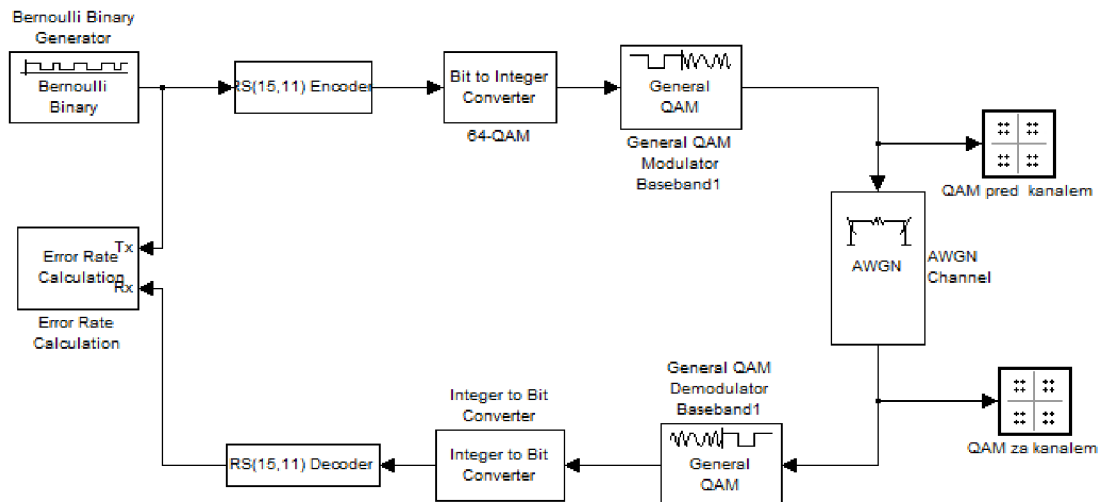 Bernoulli Binary
Generator
Bernoulli
Binary
RS(15,11) Encoder
Bit to Integer
Converter
64-QAM
General
QAM
General QAM
Modulator
Baseband1
QAM pred kanalem
AWGN
AWGN
Channel
Tx
Error Rate
Calculation
Rx
Error Rate
Calculation
General QAM
Demodulator
Baseband1
General
QAM
QAM za kanalem
Integer to Bit
Converter
Integer to Bit
Converter
RS(15,11) Decoder